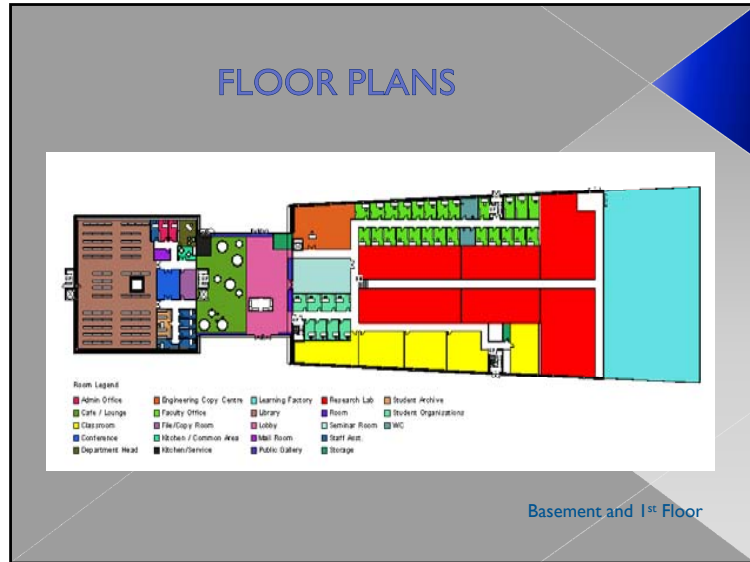 FLOOR PLANS
Room Legend
Admin Office
Cafe / Lounge
Classroom
Conference
Department Head
Engineering Copy Centre
Faculty Office
File/Copy Room
Kitchen / Common Area
Kitchen/Service
Learning Factory
Library
Lobby
Mail Room
Public Gallery
Research Lab
Room
Seminar Room
Staff Asst.
Storage
Student Archive
Student Organizations
WC
Basement and 1st Floor